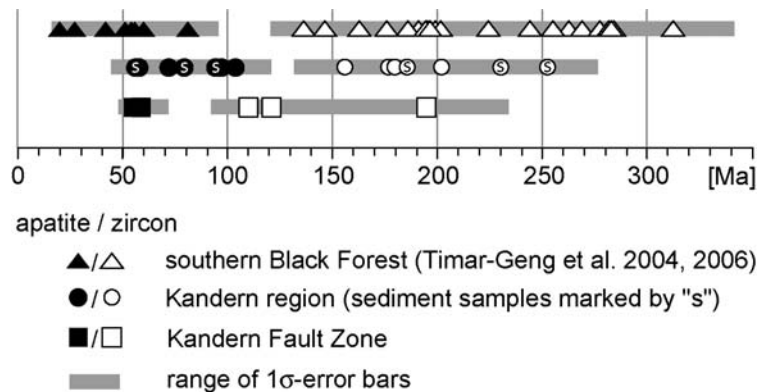 s s s s s s
0 50 100 150 200 250 300 [Ma]
apatite / zircon
▲/△ southern Black Forest (Timar-Geng et al. 2004, 2006)
●/○ Kandern region (sediment samples marked by "s")
■/□ Kandern Fault Zone
range of 1σ-error bars